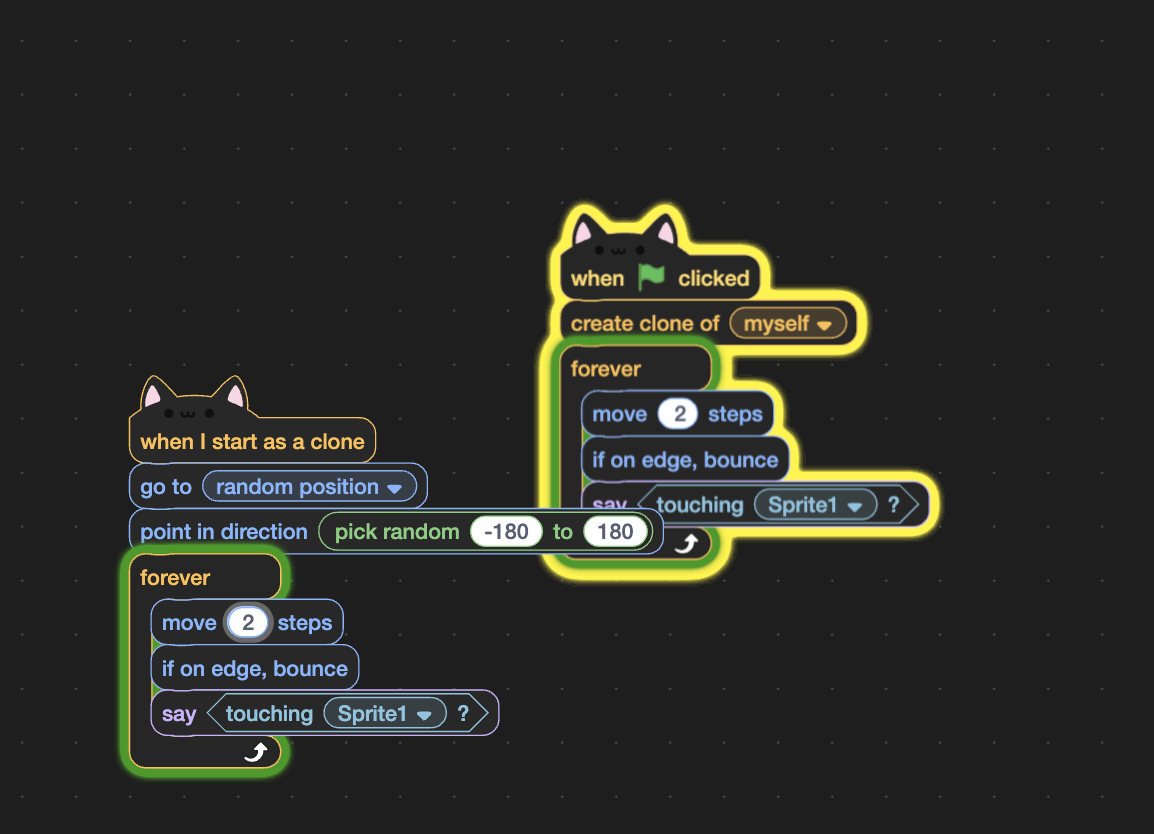 when clicked
create clone of myself
forever
move 2 steps
if on edge, bounce
say touching Sprite1 ?
when I start as a clone
go to random position
point in direction pick random -180 to 180
forever
move 2 steps
if on edge, bounce
say touching Sprite1 ?